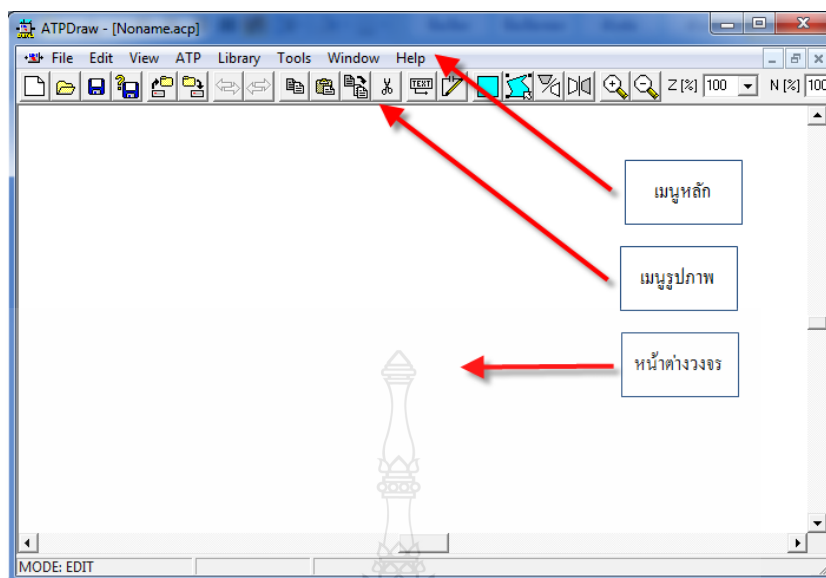 ATPDraw - [Noname.acp]
File Edit View ATP Library Tools Window Help
TEXT Z [%] 100 N [%] 100
เมนูหลัก
เมนูรูปภาพ
หน้าต่างวงจร
MODE: EDIT